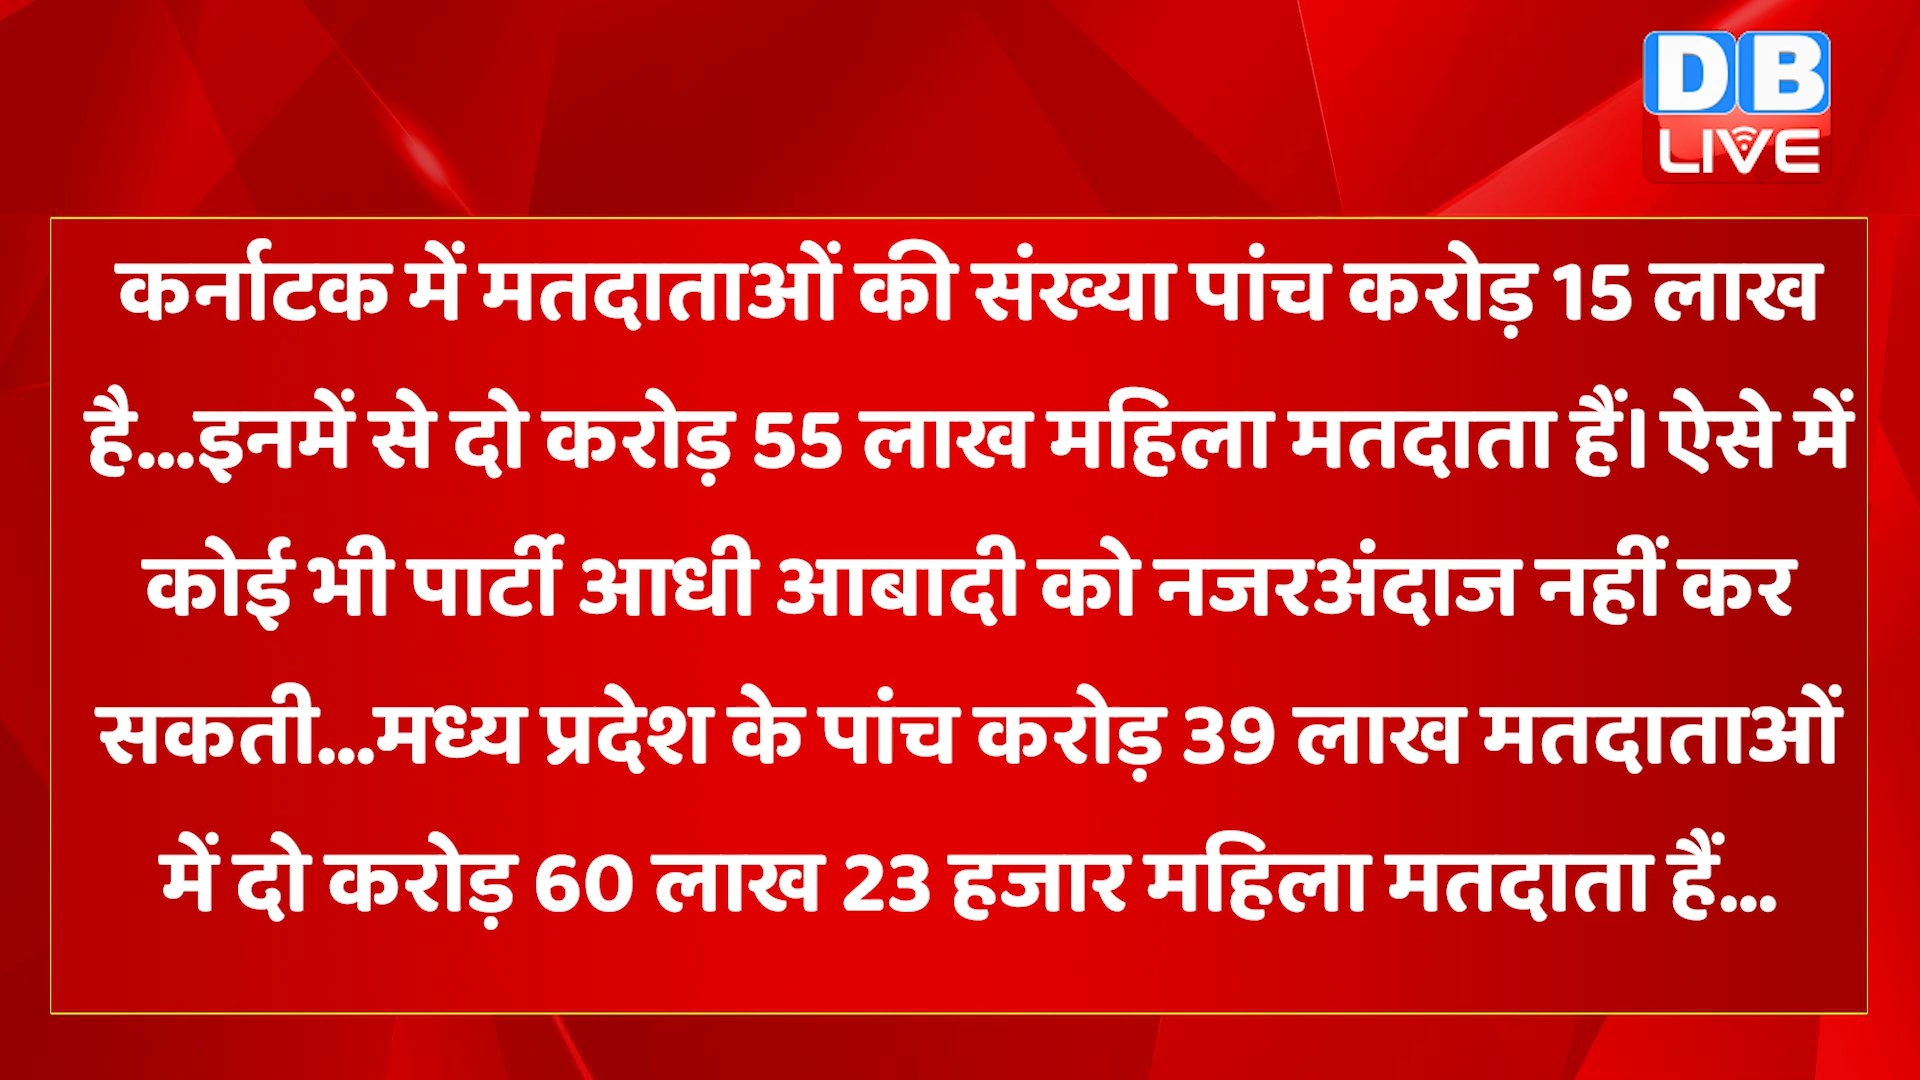 DB
LIVE
कर्नाटक में मतदाताओं की संख्या पांच करोड़ 15 लाख
है...इनमें से दो करोड़ 55 लाख महिला मतदाता हैं। ऐसे में
कोई भी पार्टी आधी आबादी को नजरअंदाज नहीं कर
सकती...मध्य प्रदेश के पांच करोड़ 39 लाख मतदाताओं
में दो करोड़ 60 लाख 23 हजार महिला मतदाता हैं...